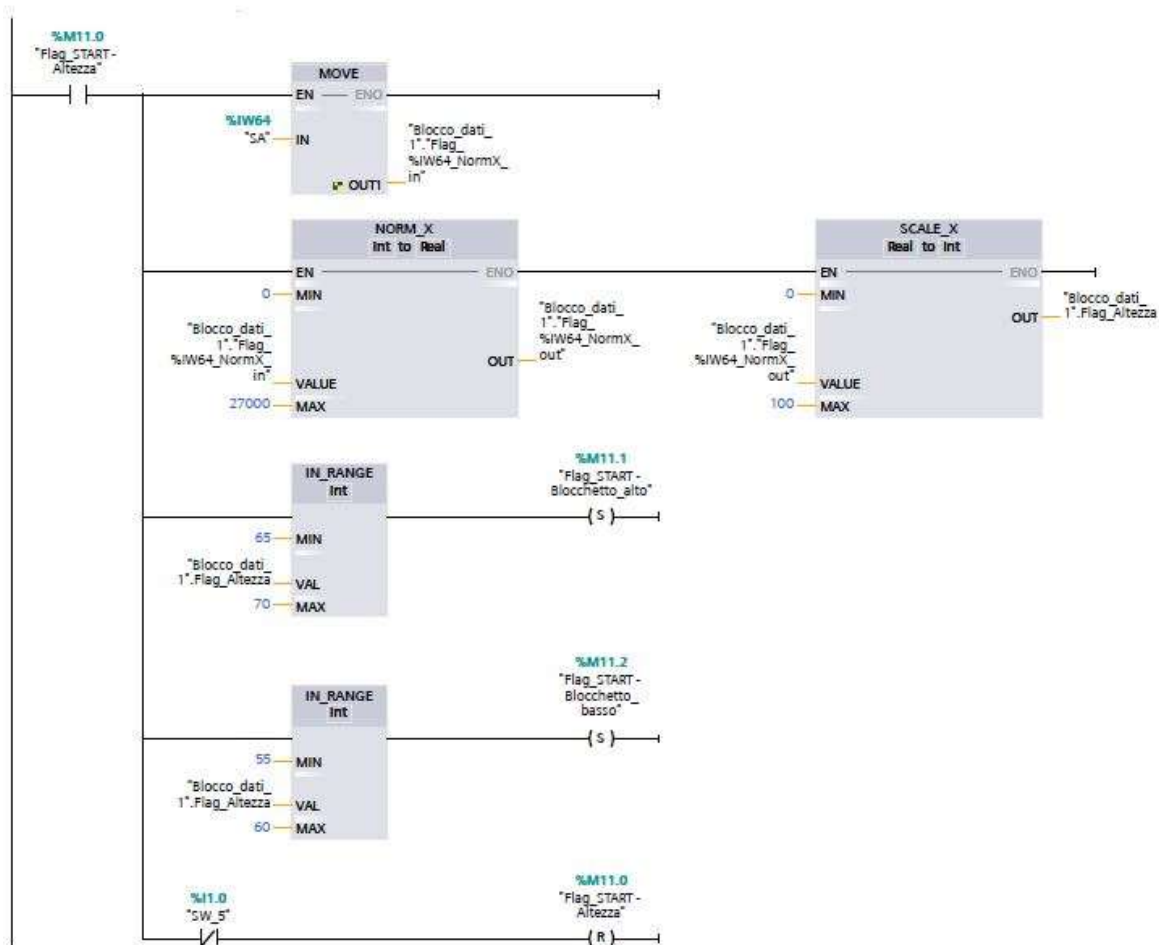 %M11.0
"Flag_START -
Altezza"
MOVE
EN
ENO
%IW64
"SA"
IN
OUT1
"Blocco_dati_
1"."Flag_
%IW64_NormX_
in"
NORM_X
Int to Real
EN
ENO
0
MIN
"Blocco_dati_
1"."Flag_
%IW64_NormX_
in"
VALUE
27000
MAX
OUT
"Blocco_dati_
1"."Flag_
%IW64_NormX_
out"
SCALE_X
Real to Int
EN
ENO
0
MIN
"Blocco_dati_
1"."Flag_
%IW64_NormX_
out"
VALUE
100
MAX
OUT
"Blocco_dati_
1".Flag_Altezza
IN_RANGE
Int
65
MIN
"Blocco_dati_
1".Flag_Altezza
VAL
70
MAX
%M11.1
"Flag_START -
Blocchetto_alto"
( S )
IN_RANGE
Int
55
MIN
"Blocco_dati_
1".Flag_Altezza
VAL
60
MAX
%M11.2
"Flag_START -
Blocchetto_
basso"
( S )
%I1.0
"SW_5"
%M11.0
"Flag_START -
Altezza"
( R )